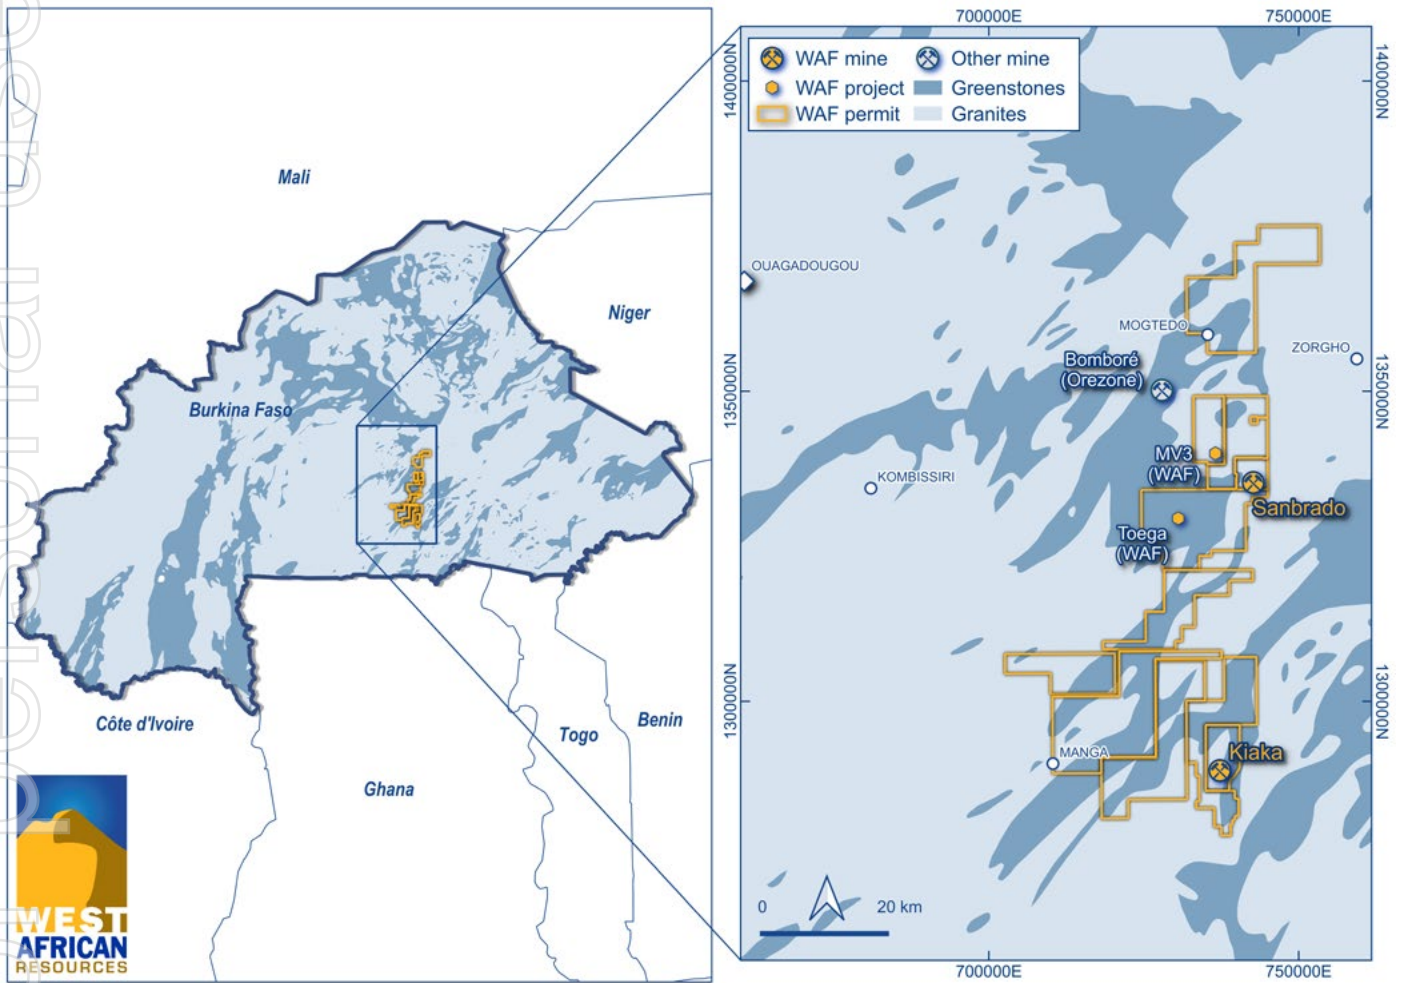 Mali
Niger
Burkina Faso
Côte d'Ivoire
Ghana
Togo
Benin
WEST
AFRICAN
RESOURCES
700000E
750000E
1400000N
1400000N
WAF mine
Other mine
WAF project
Greenstones
WAF permit
Granites
OUAGADOUGOU
MOGTEDO
ZORGHO
Bomboré
(Orezone)
1350000N
1350000N
MV3
(WAF)
KOMBISSIRI
Sanbrado
Toega
(WAF)
1300000N
1300000N
MANGA
Kiaka
0
20 km
700000E
750000E
personal use